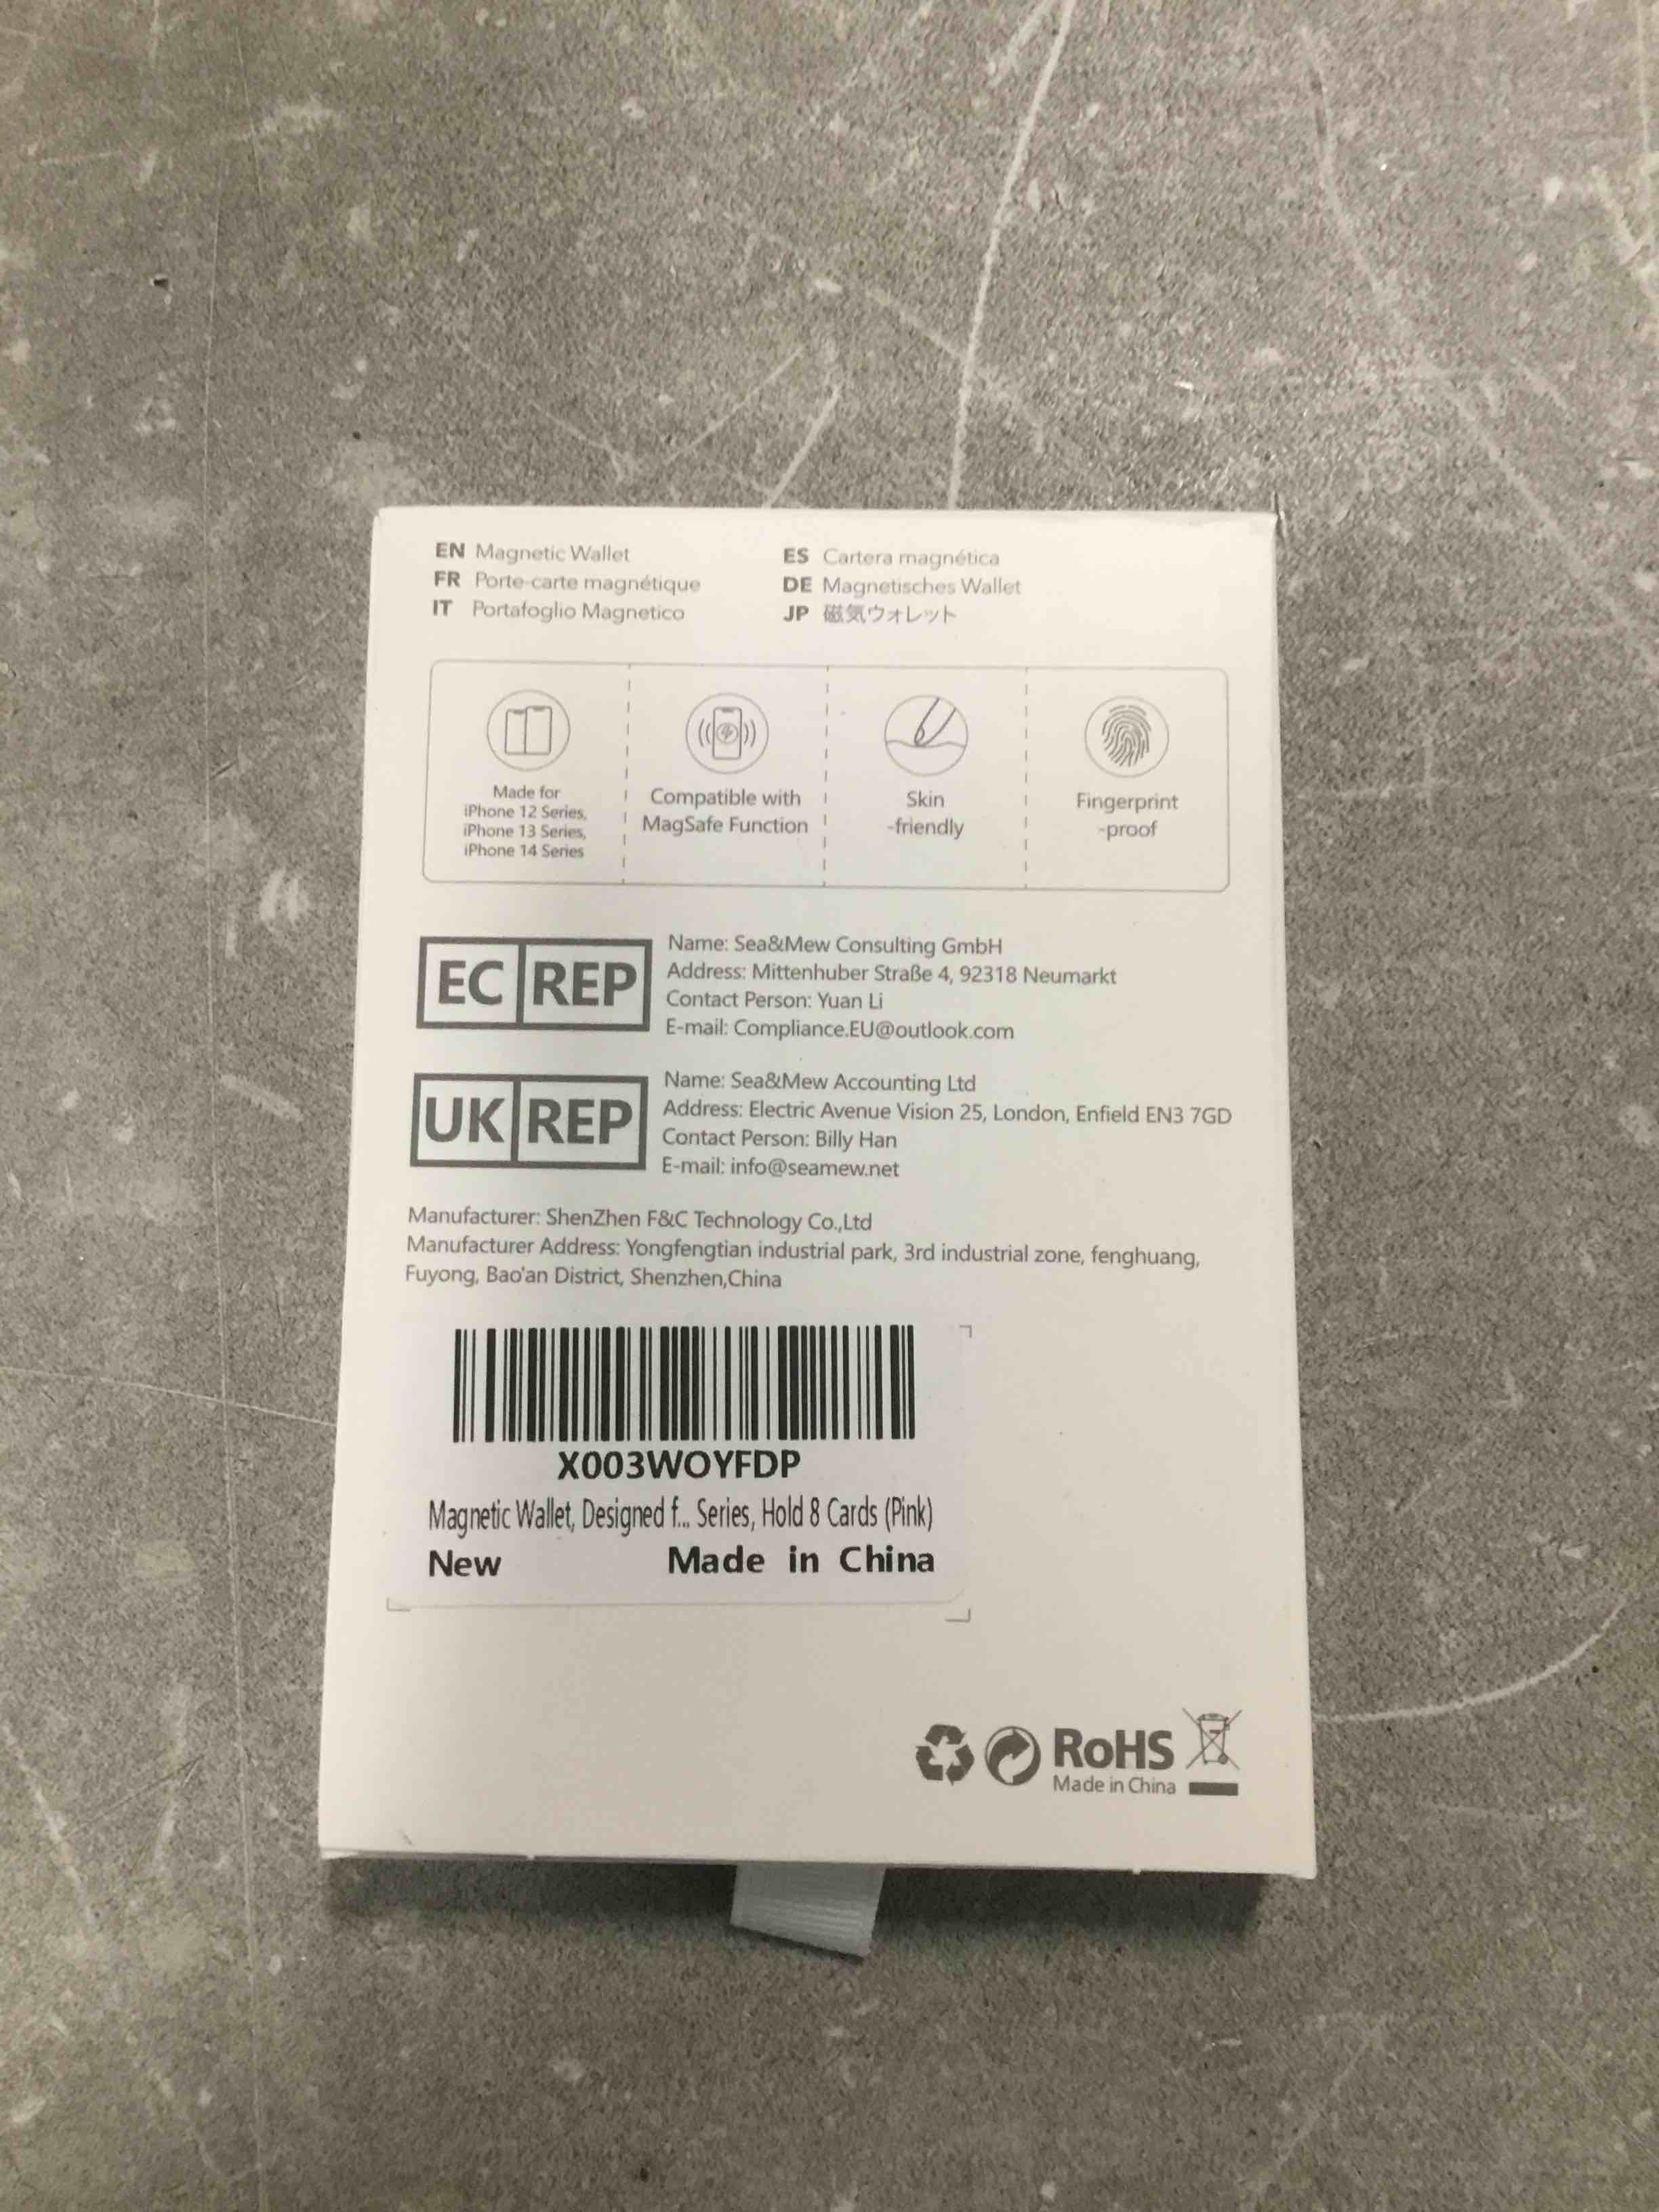 EN Magnetic Wallet
FR Porte-carte magnétique
IT Portafoglio Magnetico
ES Cartera magnética
DE Magnetisches Wallet
JP 磁気ウォレット
Made for
iPhone 12 Series,
iPhone 13 Series,
iPhone 14 Series
Compatible with
MagSafe Function
Skin
-friendly
Fingerprint
-proof
EC REP
Name: Sea&Mew Consulting GmbH
Address: Mittenhuber Straße 4, 92318 Neumarkt
Contact Person: Yuan Li
E-mail: Compliance.EU@outlook.com
UK REP
Name: Sea&Mew Accounting Ltd
Address: Electric Avenue Vision 25, London, Enfield EN3 7GD
Contact Person: Billy Han
E-mail: info@seamew.net
Manufacturer: ShenZhen F&C Technology Co.,Ltd
Manufacturer Address: Yongfengtian industrial park, 3rd industrial zone, fenghuang,
Fuyong, Bao'an District, Shenzhen,China
X003WOYFDP
Magnetic Wallet, Designed f... Series, Hold 8 Cards (Pink)
New Made in China
RoHS
Made in China